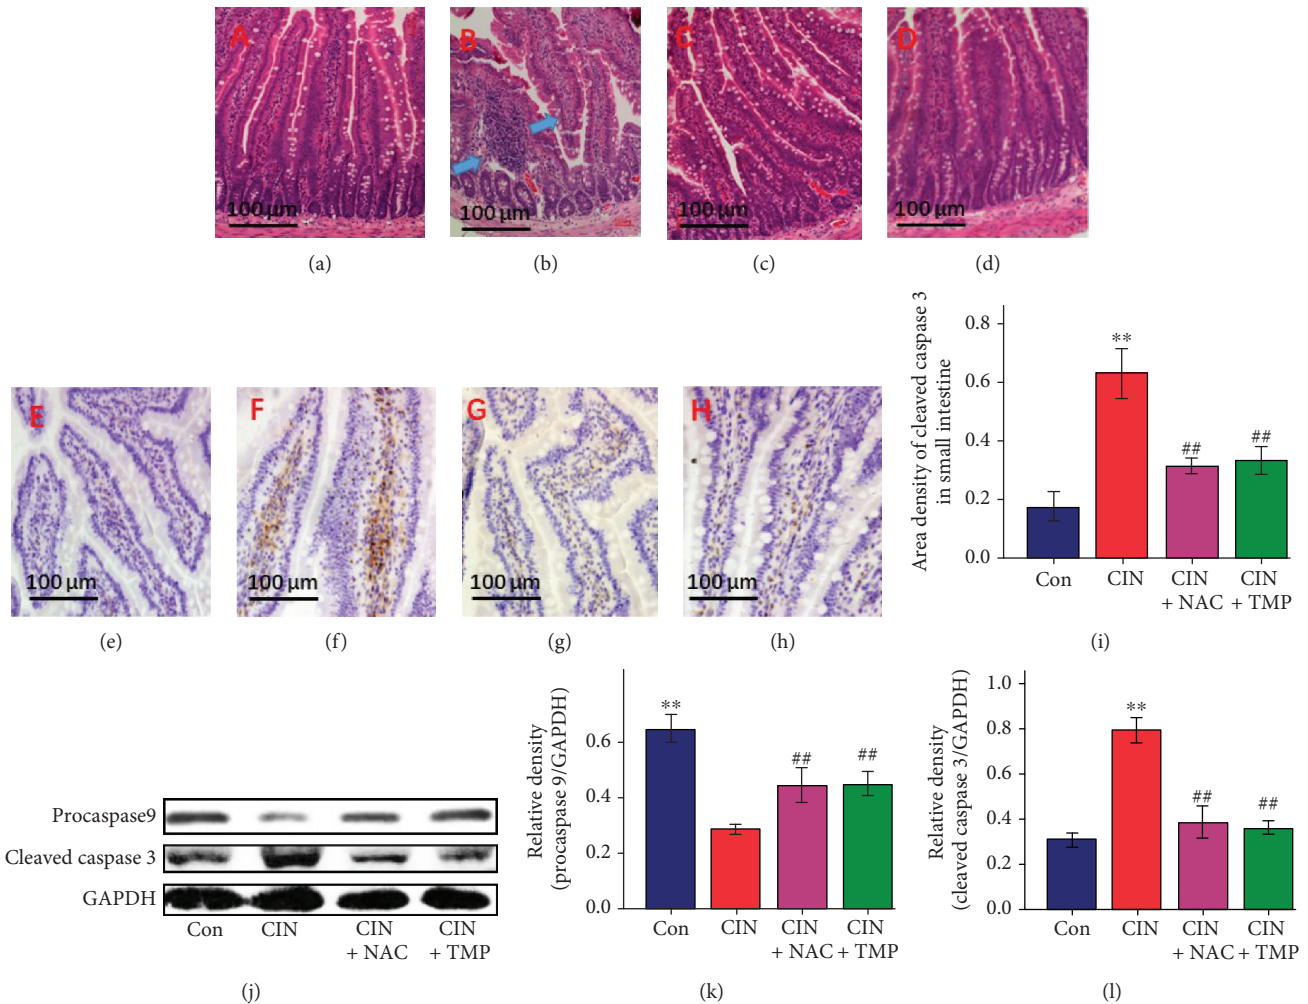 A
B
C
D
100 μm
100 μm
100 μm
100 μm
(a)
(b)
(c)
(d)
E
F
G
H
100 μm
100 μm
100 μm
100 μm
(e)
(f)
(g)
(h)
Area density of cleaved caspase 3
in small intestine
0.8
0.6
0.4
0.2
0.0
**
##
##
Con
CIN
CIN
+ NAC
CIN
+ TMP
(i)
Procaspase9
Cleaved caspase 3
GAPDH
Con
CIN
CIN
+ NAC
CIN
+ TMP
(j)
Relative density
(procaspase 9/GAPDH)
0.6
0.4
0.2
0.0
**
##
##
Con
CIN
CIN
+ NAC
CIN
+ TMP
(k)
Relative density
(cleaved caspase 3/GAPDH)
1.0
0.8
0.6
0.4
0.2
0.0
**
##
##
Con
CIN
CIN
+ NAC
CIN
+ TMP
(l)